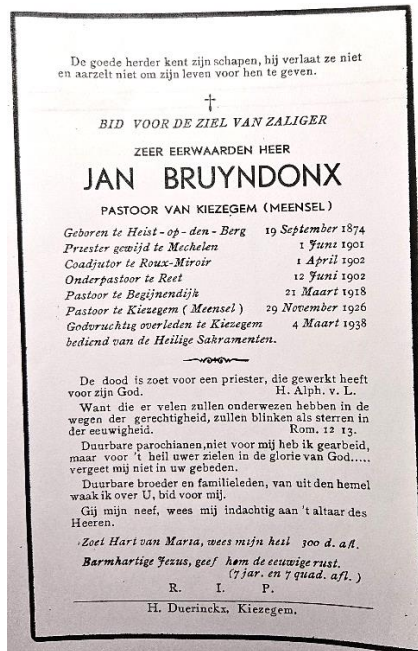 De goede herder kent zijn schapen, hij verlaat ze niet
en aarzelt niet om zijn leven voor hen te geven.
BID VOOR DE ZIEL VAN ZALIGER
ZEER EERWAARDEN HEER
JAN BRUYNDONX
PASTOOR VAN KIEZEGEM (MEENSEL)
Geboren te Heist-op-den-Berg 19 September 1874
Priester gewijd te Mechelen 1 Juni 1901
Coadjutor te Roux-Miroir 1 April 1902
Onderpastoor te Reet 12 Juni 1902
Pastoor te Begijnendijk 21 Maart 1918
Pastoor te Kiezegem (Meensel) 29 November 1926
Godvruchtig overleden te Kiezegem 4 Maart 1938
bediend van de Heilige Sakramenten.
De dood is zoet voor een priester, die gewerkt heeft
voor zijn God. H. Alph. v. L.
Want die er velen zullen onderwezen hebben in de
wegen der gerechtigheid, zullen blinken als sterren in
der eeuwigheid. Rom. 12 13.
Duurbare parochianen,niet voor mij heb ik gearbeid,
maar voor 't heil uwer zielen in de glorie van God.....
vergeet mij niet in uw gebeden.
Duurbare broeder en familieleden, van uit den hemel
waak ik over U, bid voor mij.
Gij mijn neef, wees mij indachtig aan 't altaar des
Heeren.
Zoet Hart van Maria, wees mijn heil 300 d. afl.
Barmhartige Jezus, geef hem de eeuwige rust.
(7 jar. en 7 quad. afl.)
R. I. P.
H. Duerinckx, Kiezegem.